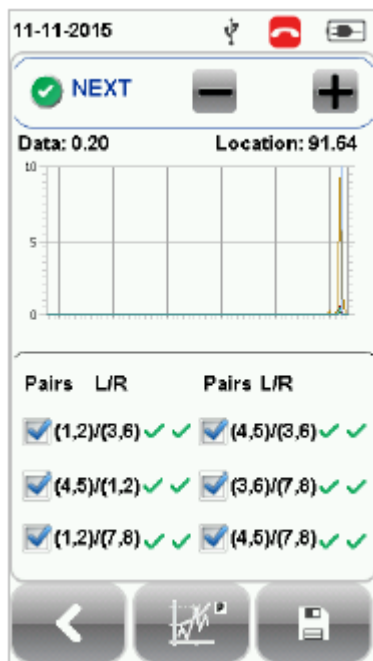 11-11-2015
NEXT
Data: 0.20 Location: 91.64
10
5
0
Pairs L/R Pairs L/R
(1,2)/(3,6) (4,5)/(3,6)
(4,5)/(1,2) (3,6)/(7,8)
(1,2)/(7,8) (4,5)/(7,8)